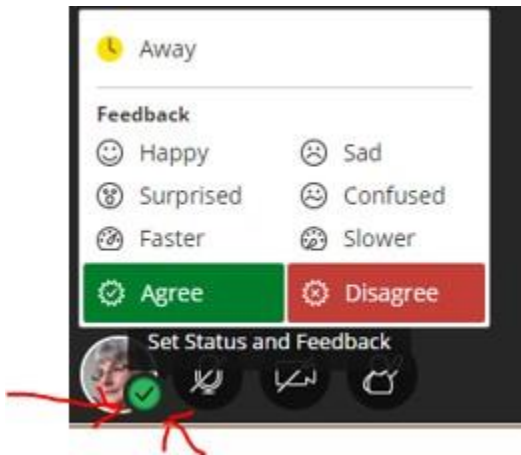 Away
Feedback
Happy Sad
Surprised Confused
Faster Slower
Agree Disagree
Set Status and Feedback